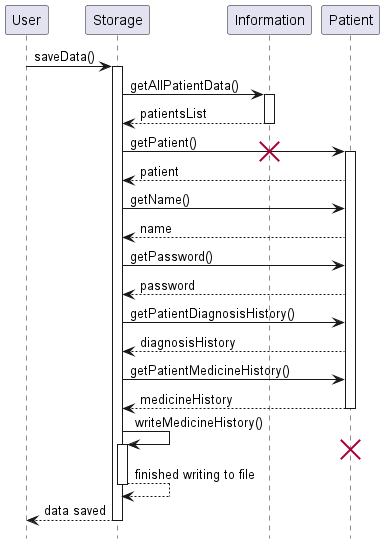 User
Storage
Information
Patient
saveData()
getAllPatientData()
patientsList
getPatient()
patient
getName()
name
getPassword()
password
getPatientDiagnosisHistory()
diagnosisHistory
getPatientMedicineHistory()
medicineHistory
writeMedicineHistory()
finished writing to file
data saved